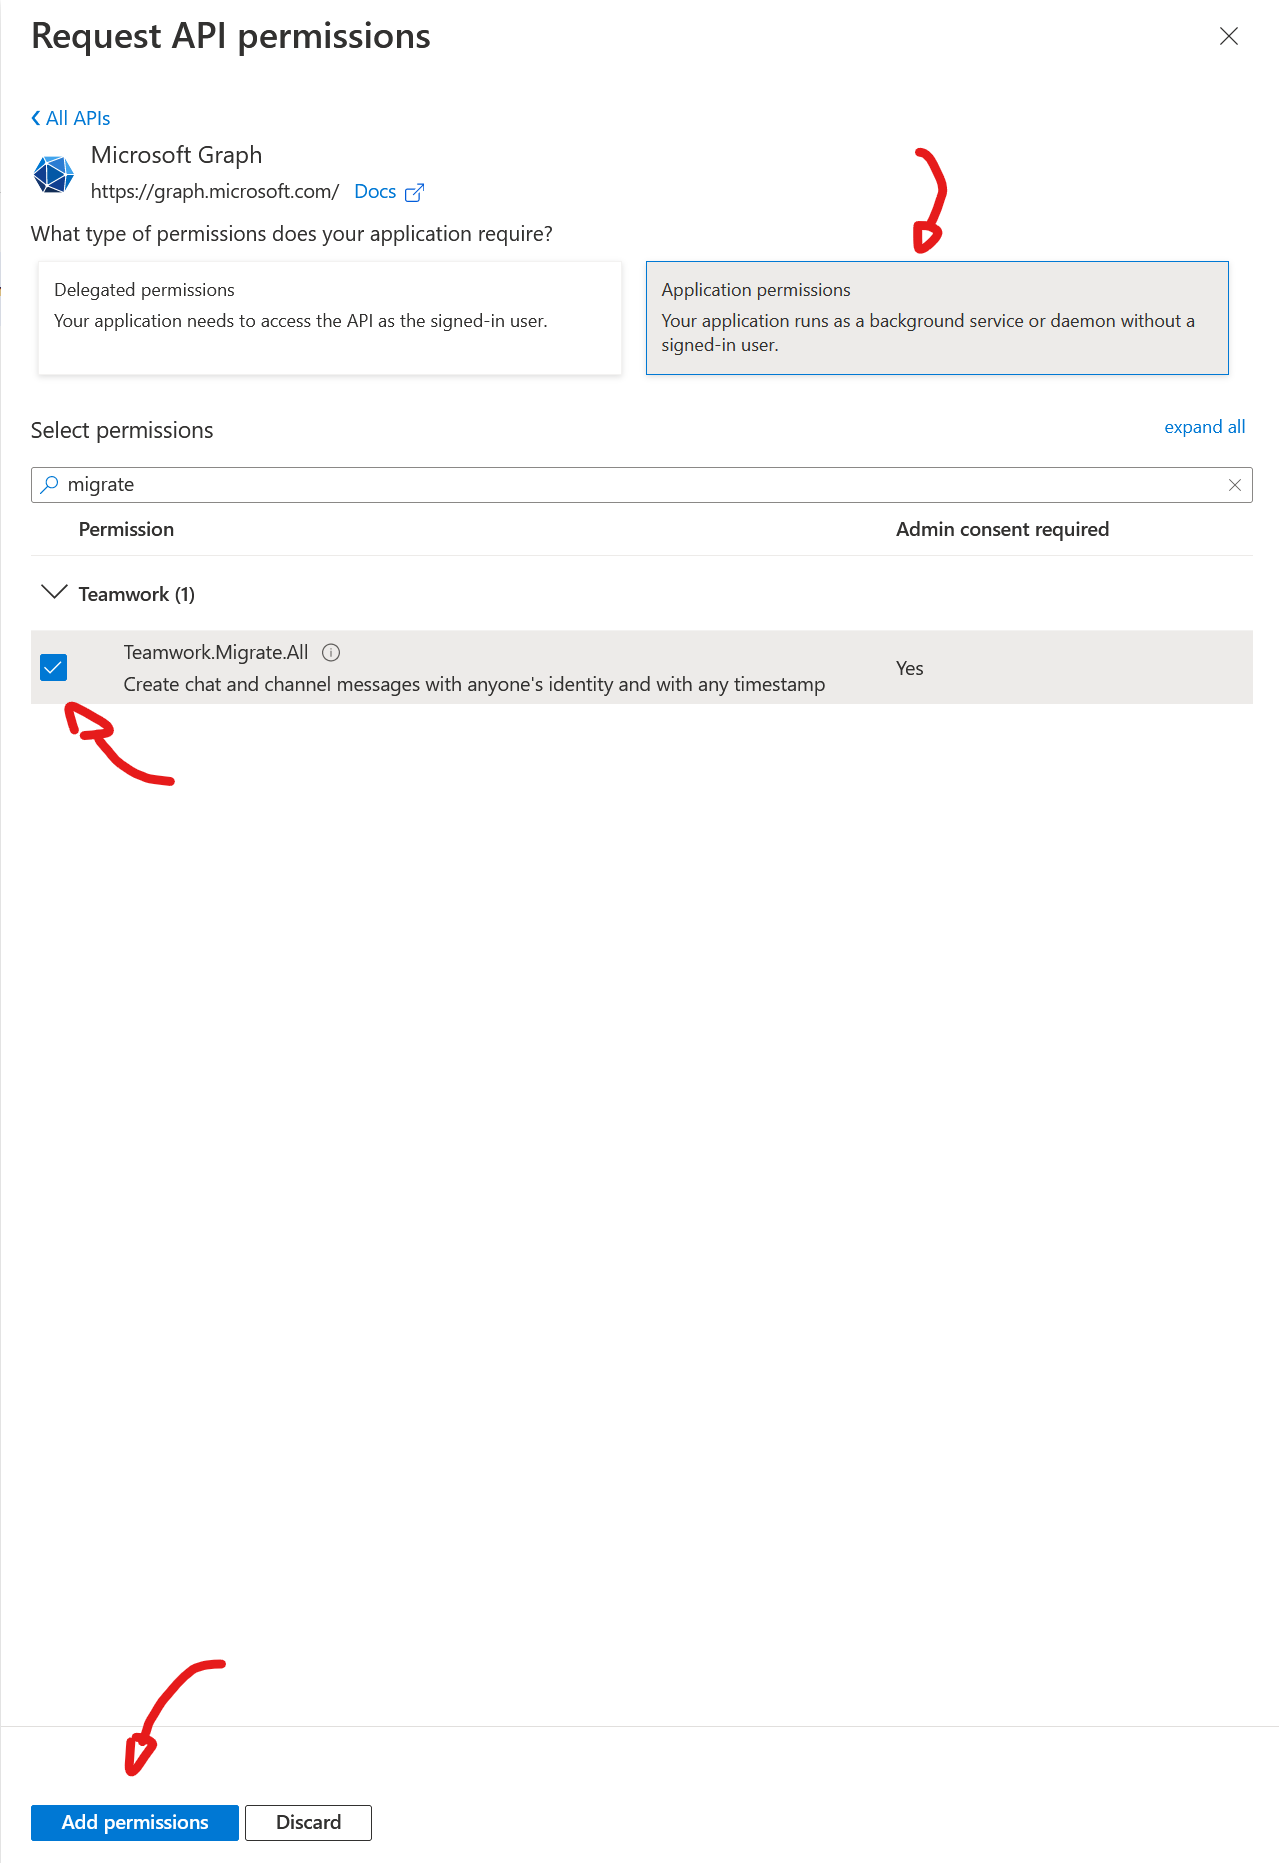 Request API permissions
All APIs
Microsoft Graph
https://graph.microsoft.com/ Docs
What type of permissions does your application require?
Delegated permissions
Your application needs to access the API as the signed-in user.
Application permissions
Your application runs as a background service or daemon without a
signed-in user.
Select permissions
expand all
migrate
Permission
Admin consent required
Teamwork (1)
Teamwork.Migrate.All
Create chat and channel messages with anyone's identity and with any timestamp
Yes
Add permissions
Discard